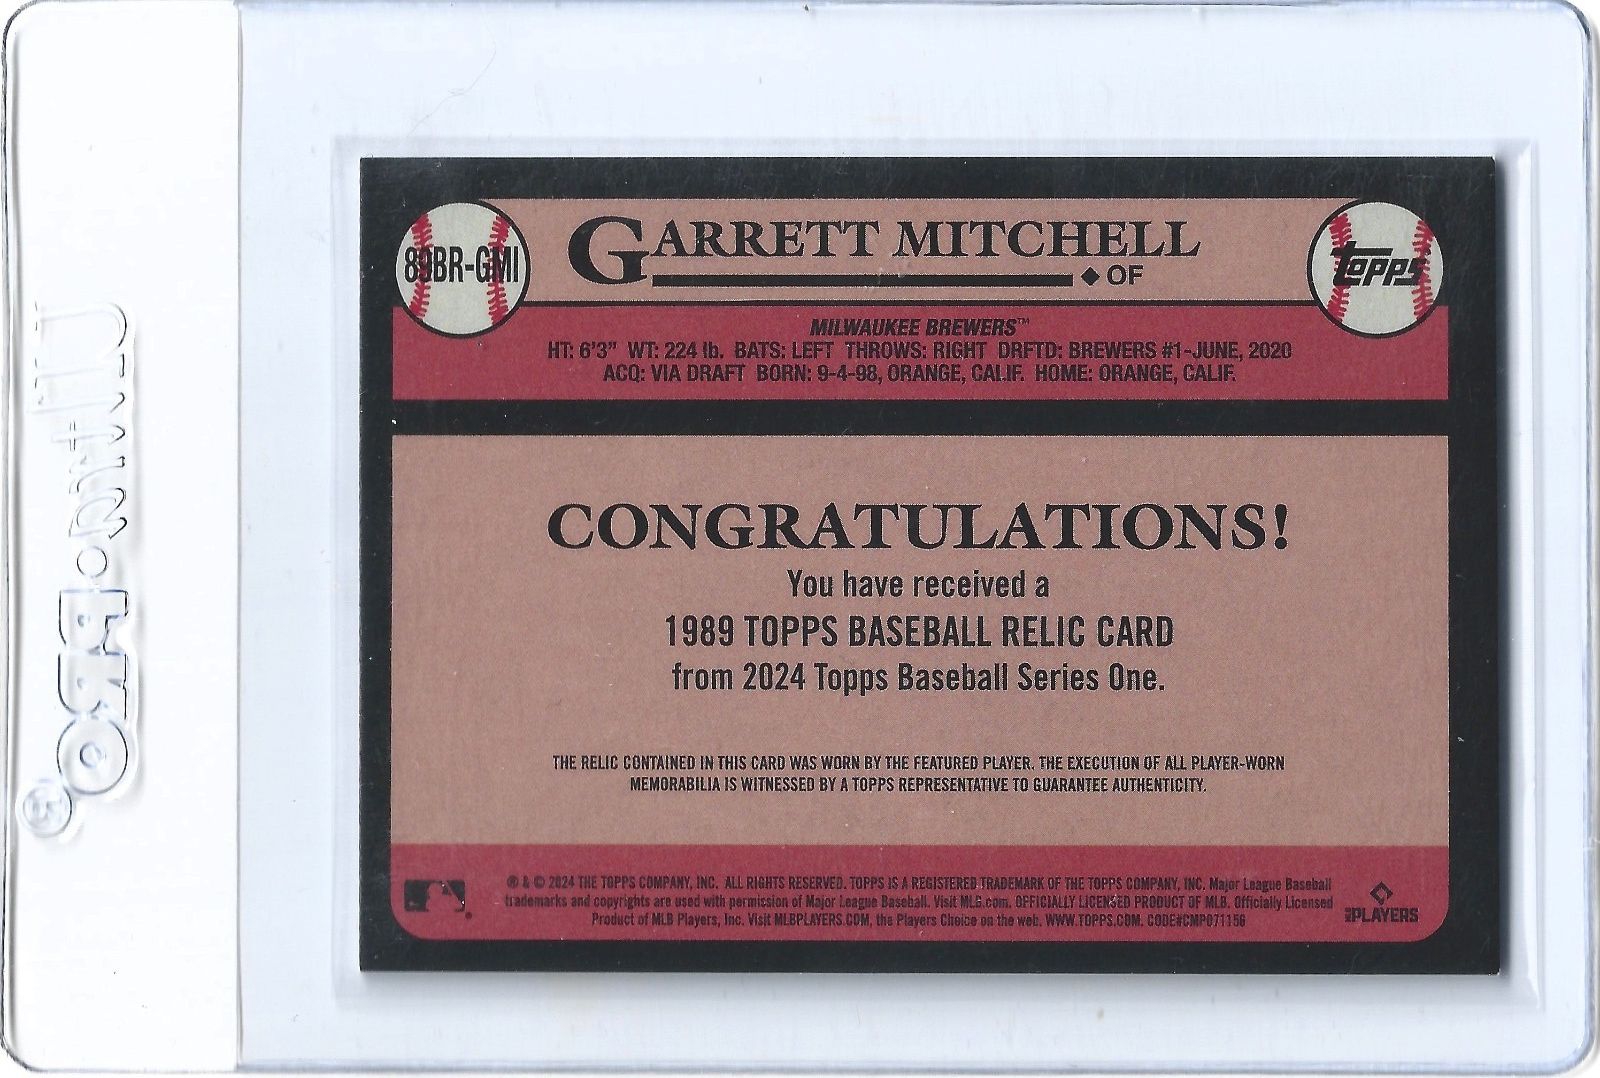 89BR-GMI
GARRETT MITCHELL
◆ OF
TOPPS
MILWAUKEE BREWERS™
HT: 6'3" WT: 224 lb. BATS: LEFT THROWS: RIGHT DRFTD: BREWERS #1-JUNE, 2020
ACQ: VIA DRAFT BORN: 9-4-98, ORANGE, CALIF. HOME: ORANGE, CALIF.
CONGRATULATIONS!
You have received a
1989 TOPPS BASEBALL RELIC CARD
from 2024 Topps Baseball Series One.
THE RELIC CONTAINED IN THIS CARD WAS WORN BY THE FEATURED PLAYER. THE EXECUTION OF ALL PLAYER-WORN
MEMORABILIA IS WITNESSED BY A TOPPS REPRESENTATIVE TO GUARANTEE AUTHENTICITY.
® & © 2024 THE TOPPS COMPANY, INC. ALL RIGHTS RESERVED. TOPPS IS A REGISTERED TRADEMARK OF THE TOPPS COMPANY, INC. Major League Baseball
trademarks and copyrights are used with permission of Major League Baseball. Visit MLB.com. OFFICIALLY LICENSED PRODUCT OF MLB. Officially Licensed
Product of MLB Players, Inc. Visit MLBPLAYERS.COM, the Players Choice on the web. WWW.TOPPS.COM. CODE#CMP071156
MLB PLAYERS
ULTRA•PRO®